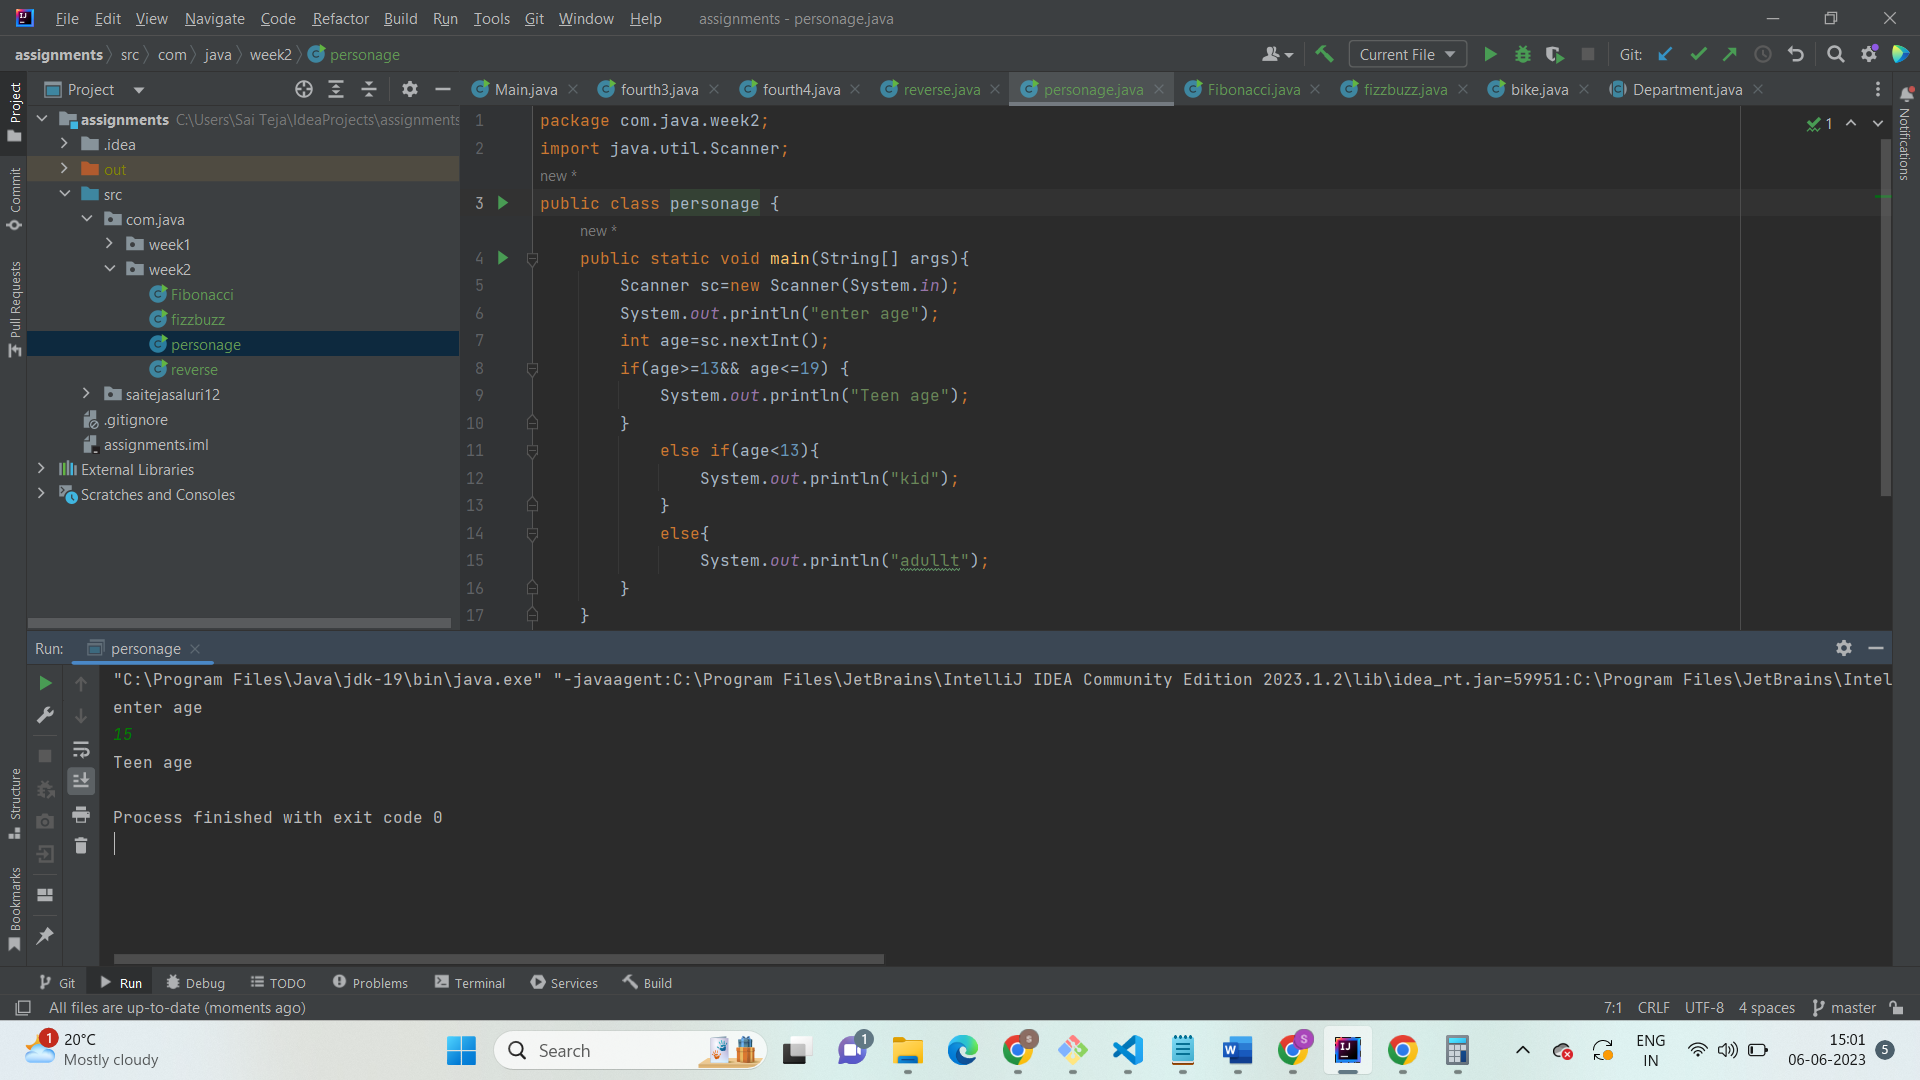 File Edit View Navigate Code Refactor Build Run Tools Git Window Help assignments - personage.java
assignments src com java week2 personage Current File Git:
Project Main.java fourth3.java fourth4.java reverse.java personage.java Fibonacci.java fizzbuzz.java bike.java Department.java
Project
Commit
Pull Requests
Structure
Bookmarks
Notifications
assignments C:\Users\Sai Teja\IdeaProjects\assignments
.idea
out
src
com.java
week1
week2
Fibonacci
fizzbuzz
personage
reverse
saitejasaluri12
.gitignore
assignments.iml
External Libraries
Scratches and Consoles
1
1 package com.java.week2;
2 import java.util.Scanner;
new *
3 public class personage {
new *
4 public static void main(String[] args){
5 Scanner sc=new Scanner(System.in);
6 System.out.println("enter age");
7 int age=sc.nextInt();
8 if(age>=13&& age<=19) {
9 System.out.println("Teen age");
10 }
11 else if(age<13){
12 System.out.println("kid");
13 }
14 else{
15 System.out.println("adullt");
16 }
17 }
Run: personage
"C:\Program Files\Java\jdk-19\bin\java.exe" "-javaagent:C:\Program Files\JetBrains\IntelliJ IDEA Community Edition 2023.1.2\lib\idea_rt.jar=59951:C:\Program Files\JetBrains\Intel
enter age
15
Teen age
Process finished with exit code 0
Git Run Debug TODO Problems Terminal Services Build
All files are up-to-date (moments ago) 7:1 CRLF UTF-8 4 spaces master
1 20°C
Mostly cloudy
Search
1
S
S
W
IJ
ENG
IN
15:01
06-06-2023
5